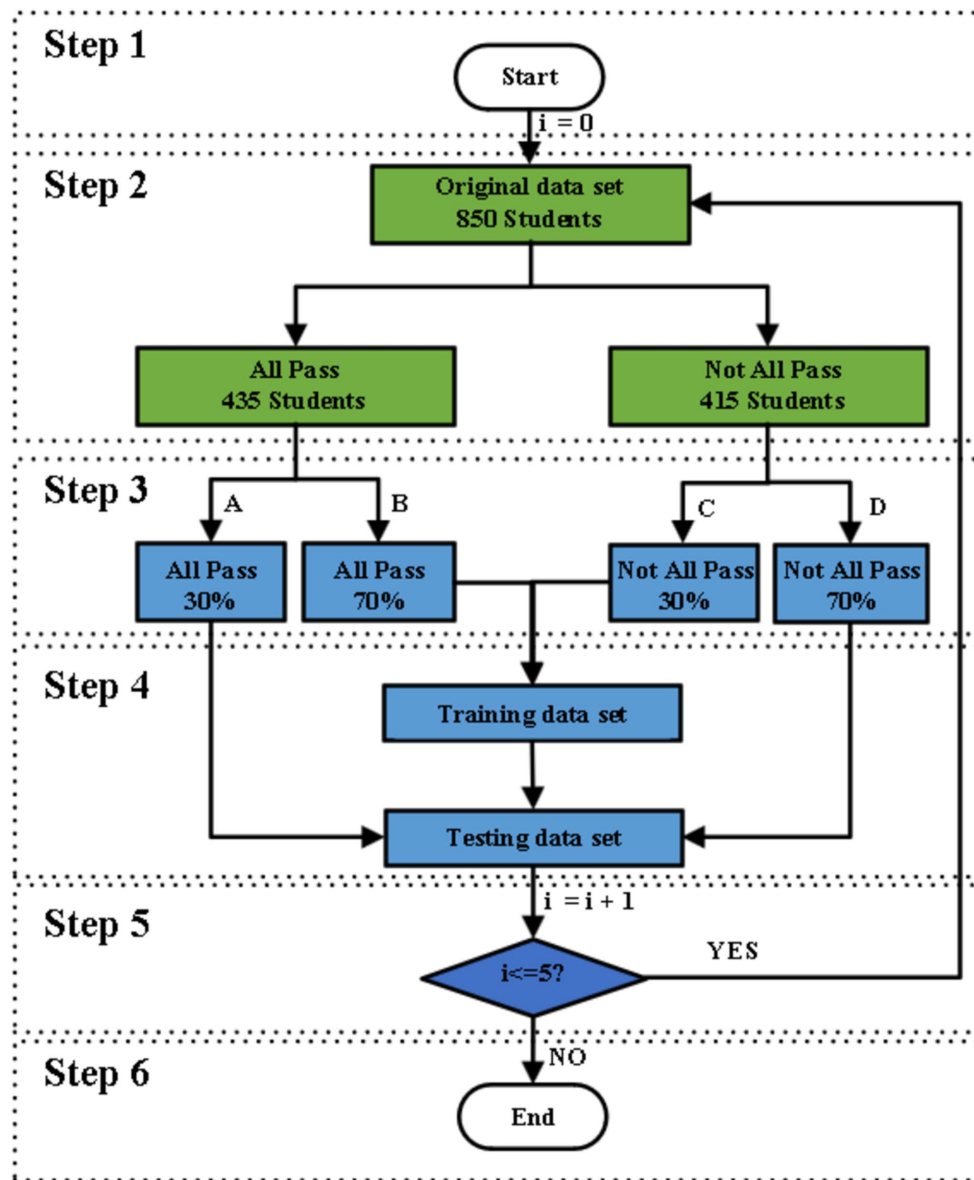 Step 1
Start
i = 0
Step 2
Original data set
850 Students
All Pass
435 Students
Not All Pass
415 Students
Step 3
A
B
C
D
All Pass
30%
All Pass
70%
Not All Pass
30%
Not All Pass
70%
Step 4
Training data set
Testing data set
i = i + 1
Step 5
i<=5?
YES
NO
Step 6
End